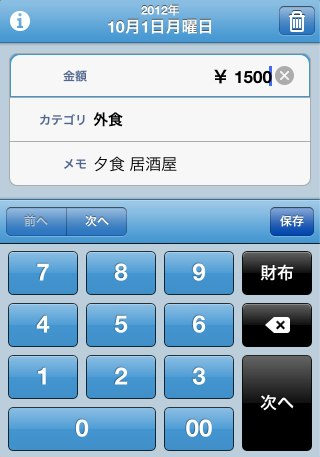 2012年
10月1日月曜日
金額 ¥ 1500
カテゴリ 外食
メモ 夕食 居酒屋
前へ 次へ 保存
7 8 9 財布
4 5 6
1 2 3 次へ
0 00